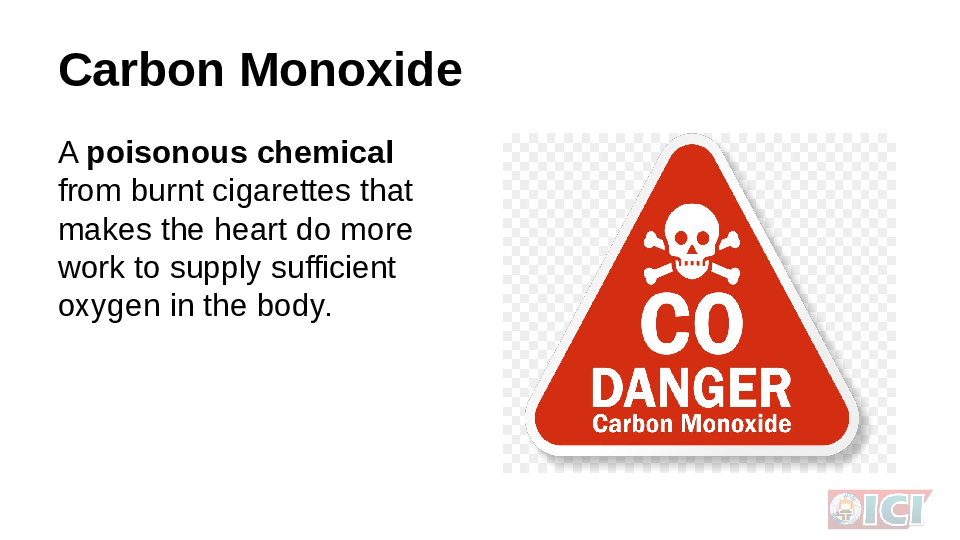 Carbon Monoxide
A poisonous chemical
from burnt cigarettes that
makes the heart do more
work to supply sufficient
oxygen in the body.
CO
DANGER
Carbon Monoxide
ICI